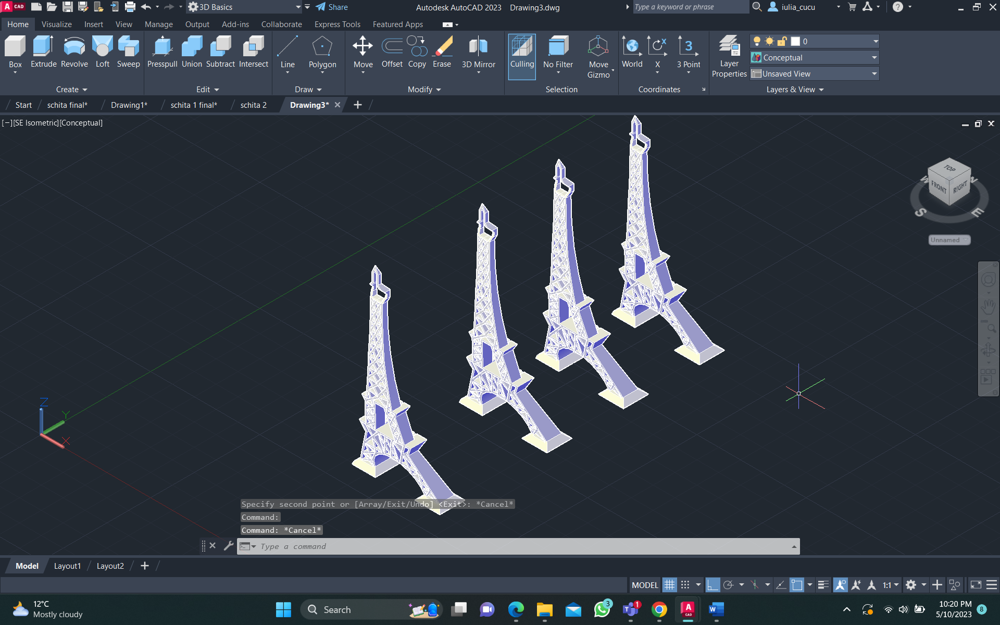 A CAD
3D Basics
Share
Autodesk AutoCAD 2023 Drawing3.dwg
Type a keyword or phrase
iulia_cucu
?
Home Visualize Insert View Manage Output Add-ins Collaborate Express Tools Featured Apps
Box Extrude Revolve Loft Sweep
Presspull Union Subtract Intersect
Line Polygon
Move Offset Copy Erase 3D Mirror
Culling No Filter Move Gizmo
World X 3 Point
Layer Properties
0
Conceptual
Unsaved View
Create Edit Draw Modify Selection Coordinates Layers & View
Start schita final* Drawing1* schita 1 final* schita 2 Drawing3*
[−][SE Isometric][Conceptual]
TOP
FRONT RIGHT
W N
S E
Unnamed
Z
Y
X
Specify second point or [Array/Exit/Undo] <Exit>: *Cancel*
Command:
Command: *Cancel*
Type a command
Model Layout1 Layout2
MODEL
1:1
12°C
Mostly cloudy
Search
3
1
A CAD
10:20 PM
5/10/2023
8